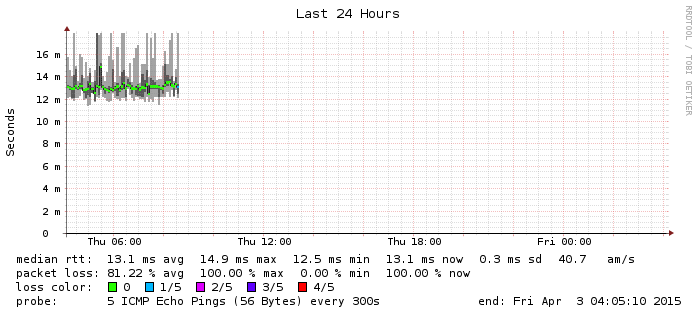 Last 24 Hours
RRDTOOL / TOBI OETIKER
Seconds
16 m
14 m
12 m
10 m
8 m
6 m
4 m
2 m
0
Thu 06:00 Thu 12:00 Thu 18:00 Fri 00:00
median rtt: 13.1 ms avg 14.9 ms max 12.5 ms min 13.1 ms now 0.3 ms sd 40.7 am/s
packet loss: 81.22 % avg 100.00 % max 0.00 % min 100.00 % now
loss color: 0 1/5 2/5 3/5 4/5
probe: 5 ICMP Echo Pings (56 Bytes) every 300s end: Fri Apr 3 04:05:10 2015